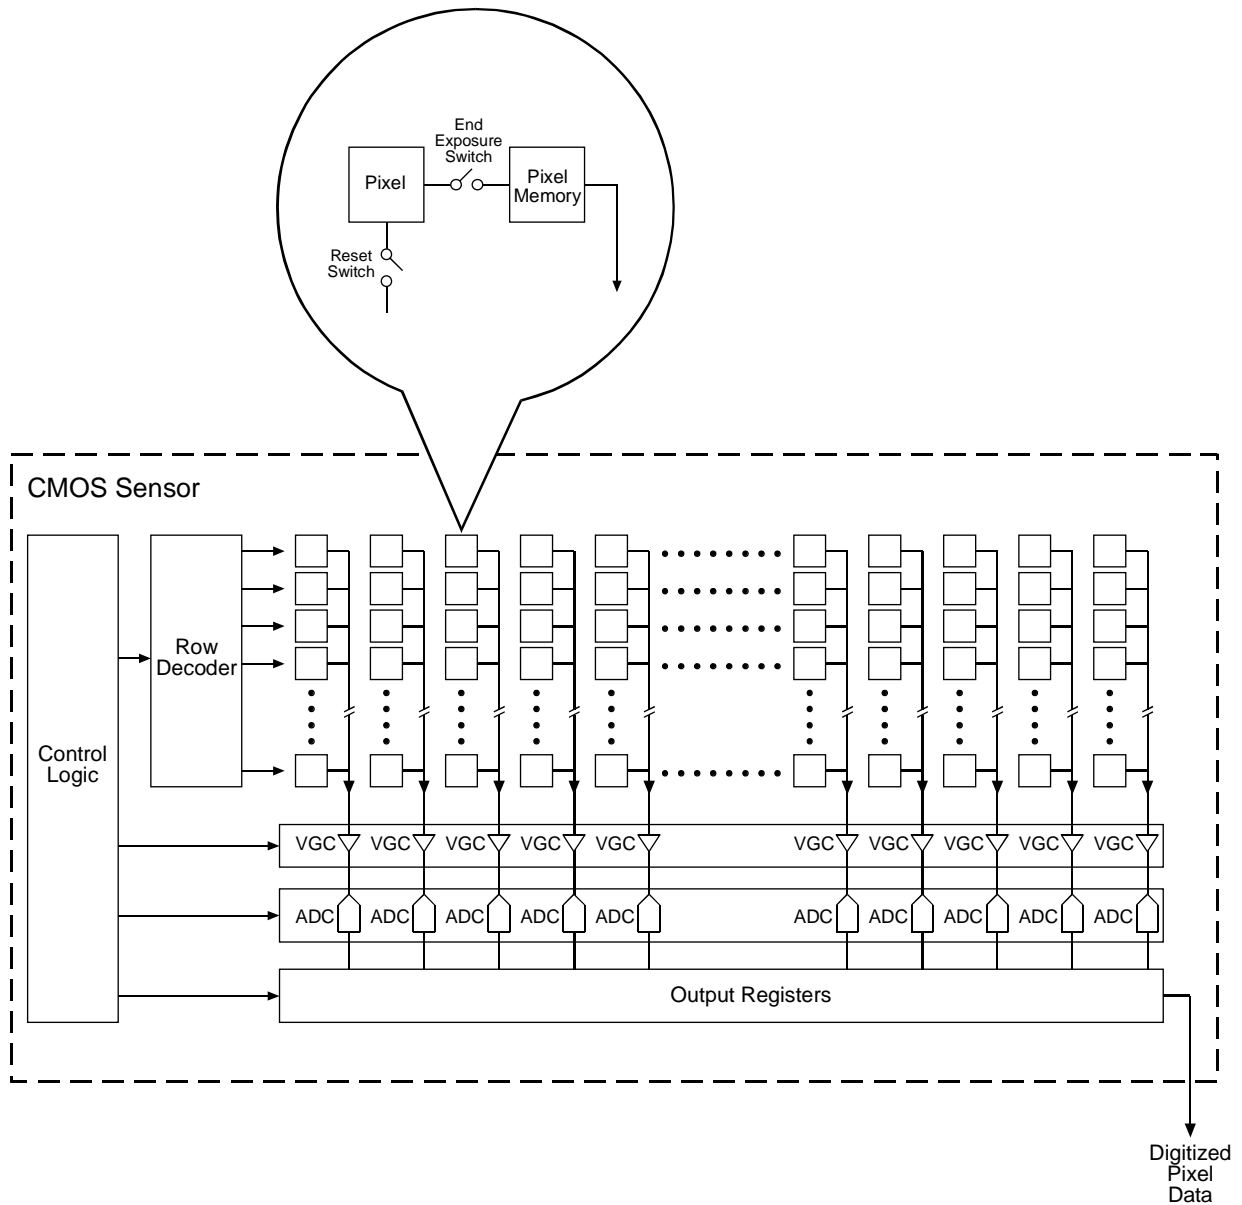 End
Exposure
Switch
Pixel
Pixel
Memory
Reset
Switch
CMOS Sensor
Row
Decoder
Control
Logic
VGC VGC VGC VGC VGC VGC VGC VGC VGC VGC
ADC ADC ADC ADC ADC ADC ADC ADC ADC ADC
Output Registers
Digitized
Pixel
Data